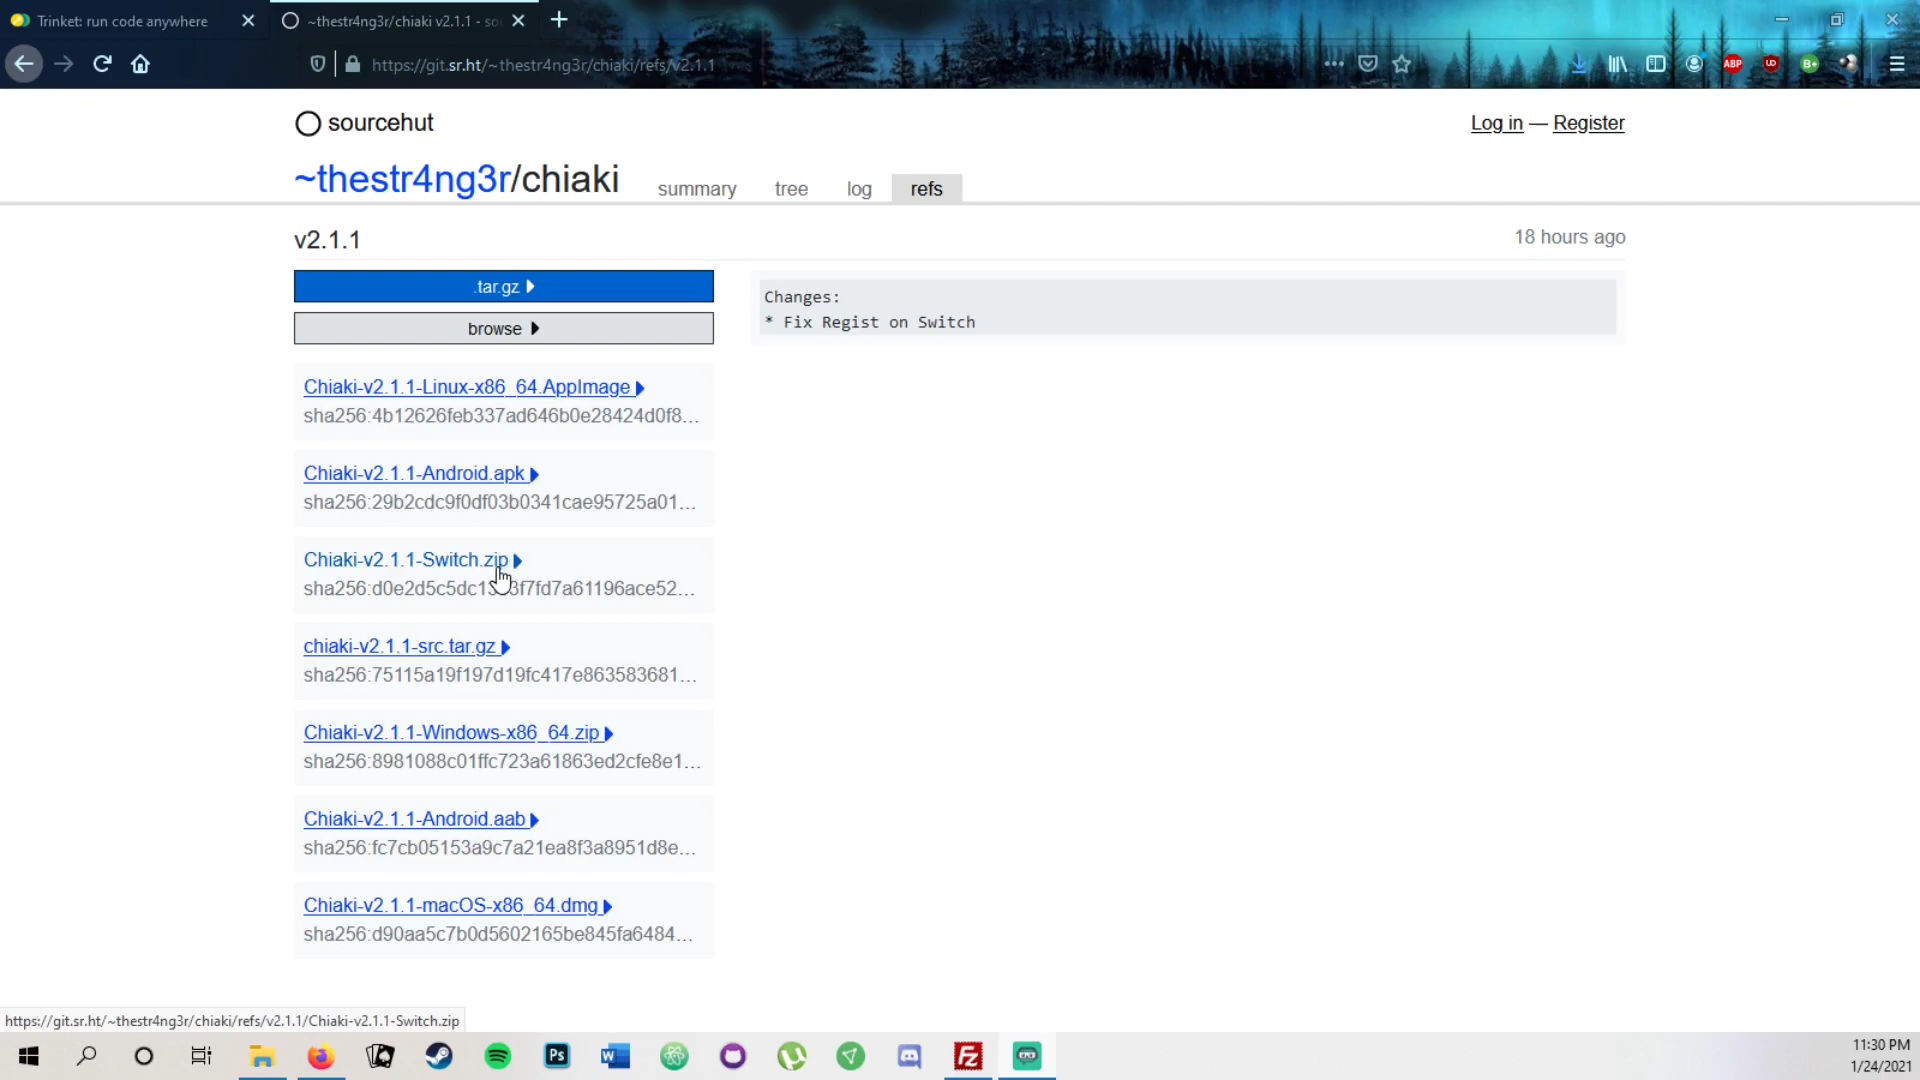 Trinket: run code anywhere
~thestr4ng3r/chiaki v2.1.1 - so
https://git.sr.ht/~thestr4ng3r/chiaki/refs/v2.1.1
ABP
UD
B+
sourcehut
Log in — Register
~thestr4ng3r/chiaki
summary
tree
log
refs
v2.1.1
18 hours ago
.tar.gz
browse
Changes:
* Fix Regist on Switch
Chiaki-v2.1.1-Linux-x86_64.AppImage
sha256:4b12626feb337ad646b0e28424d0f8...
Chiaki-v2.1.1-Android.apk
sha256:29b2cdc9f0df03b0341cae95725a01...
Chiaki-v2.1.1-Switch.zip
chiaki-v2.1.1-src.tar.gz
sha256:75115a19f197d19fc417e863583681...
Chiaki-v2.1.1-Windows-x86_64.zip
sha256:8981088c01ffc723a61863ed2cfe8e1...
Chiaki-v2.1.1-Android.aab
sha256:fc7cb05153a9c7a21ea8f3a8951d8e...
Chiaki-v2.1.1-macOS-x86_64.dmg
sha256:d90aa5c7b0d5602165be845fa6484...
https://git.sr.ht/~thestr4ng3r/chiaki/refs/v2.1.1/Chiaki-v2.1.1-Switch.zip
Ps
W
Fz
11:30 PM
1/24/2021